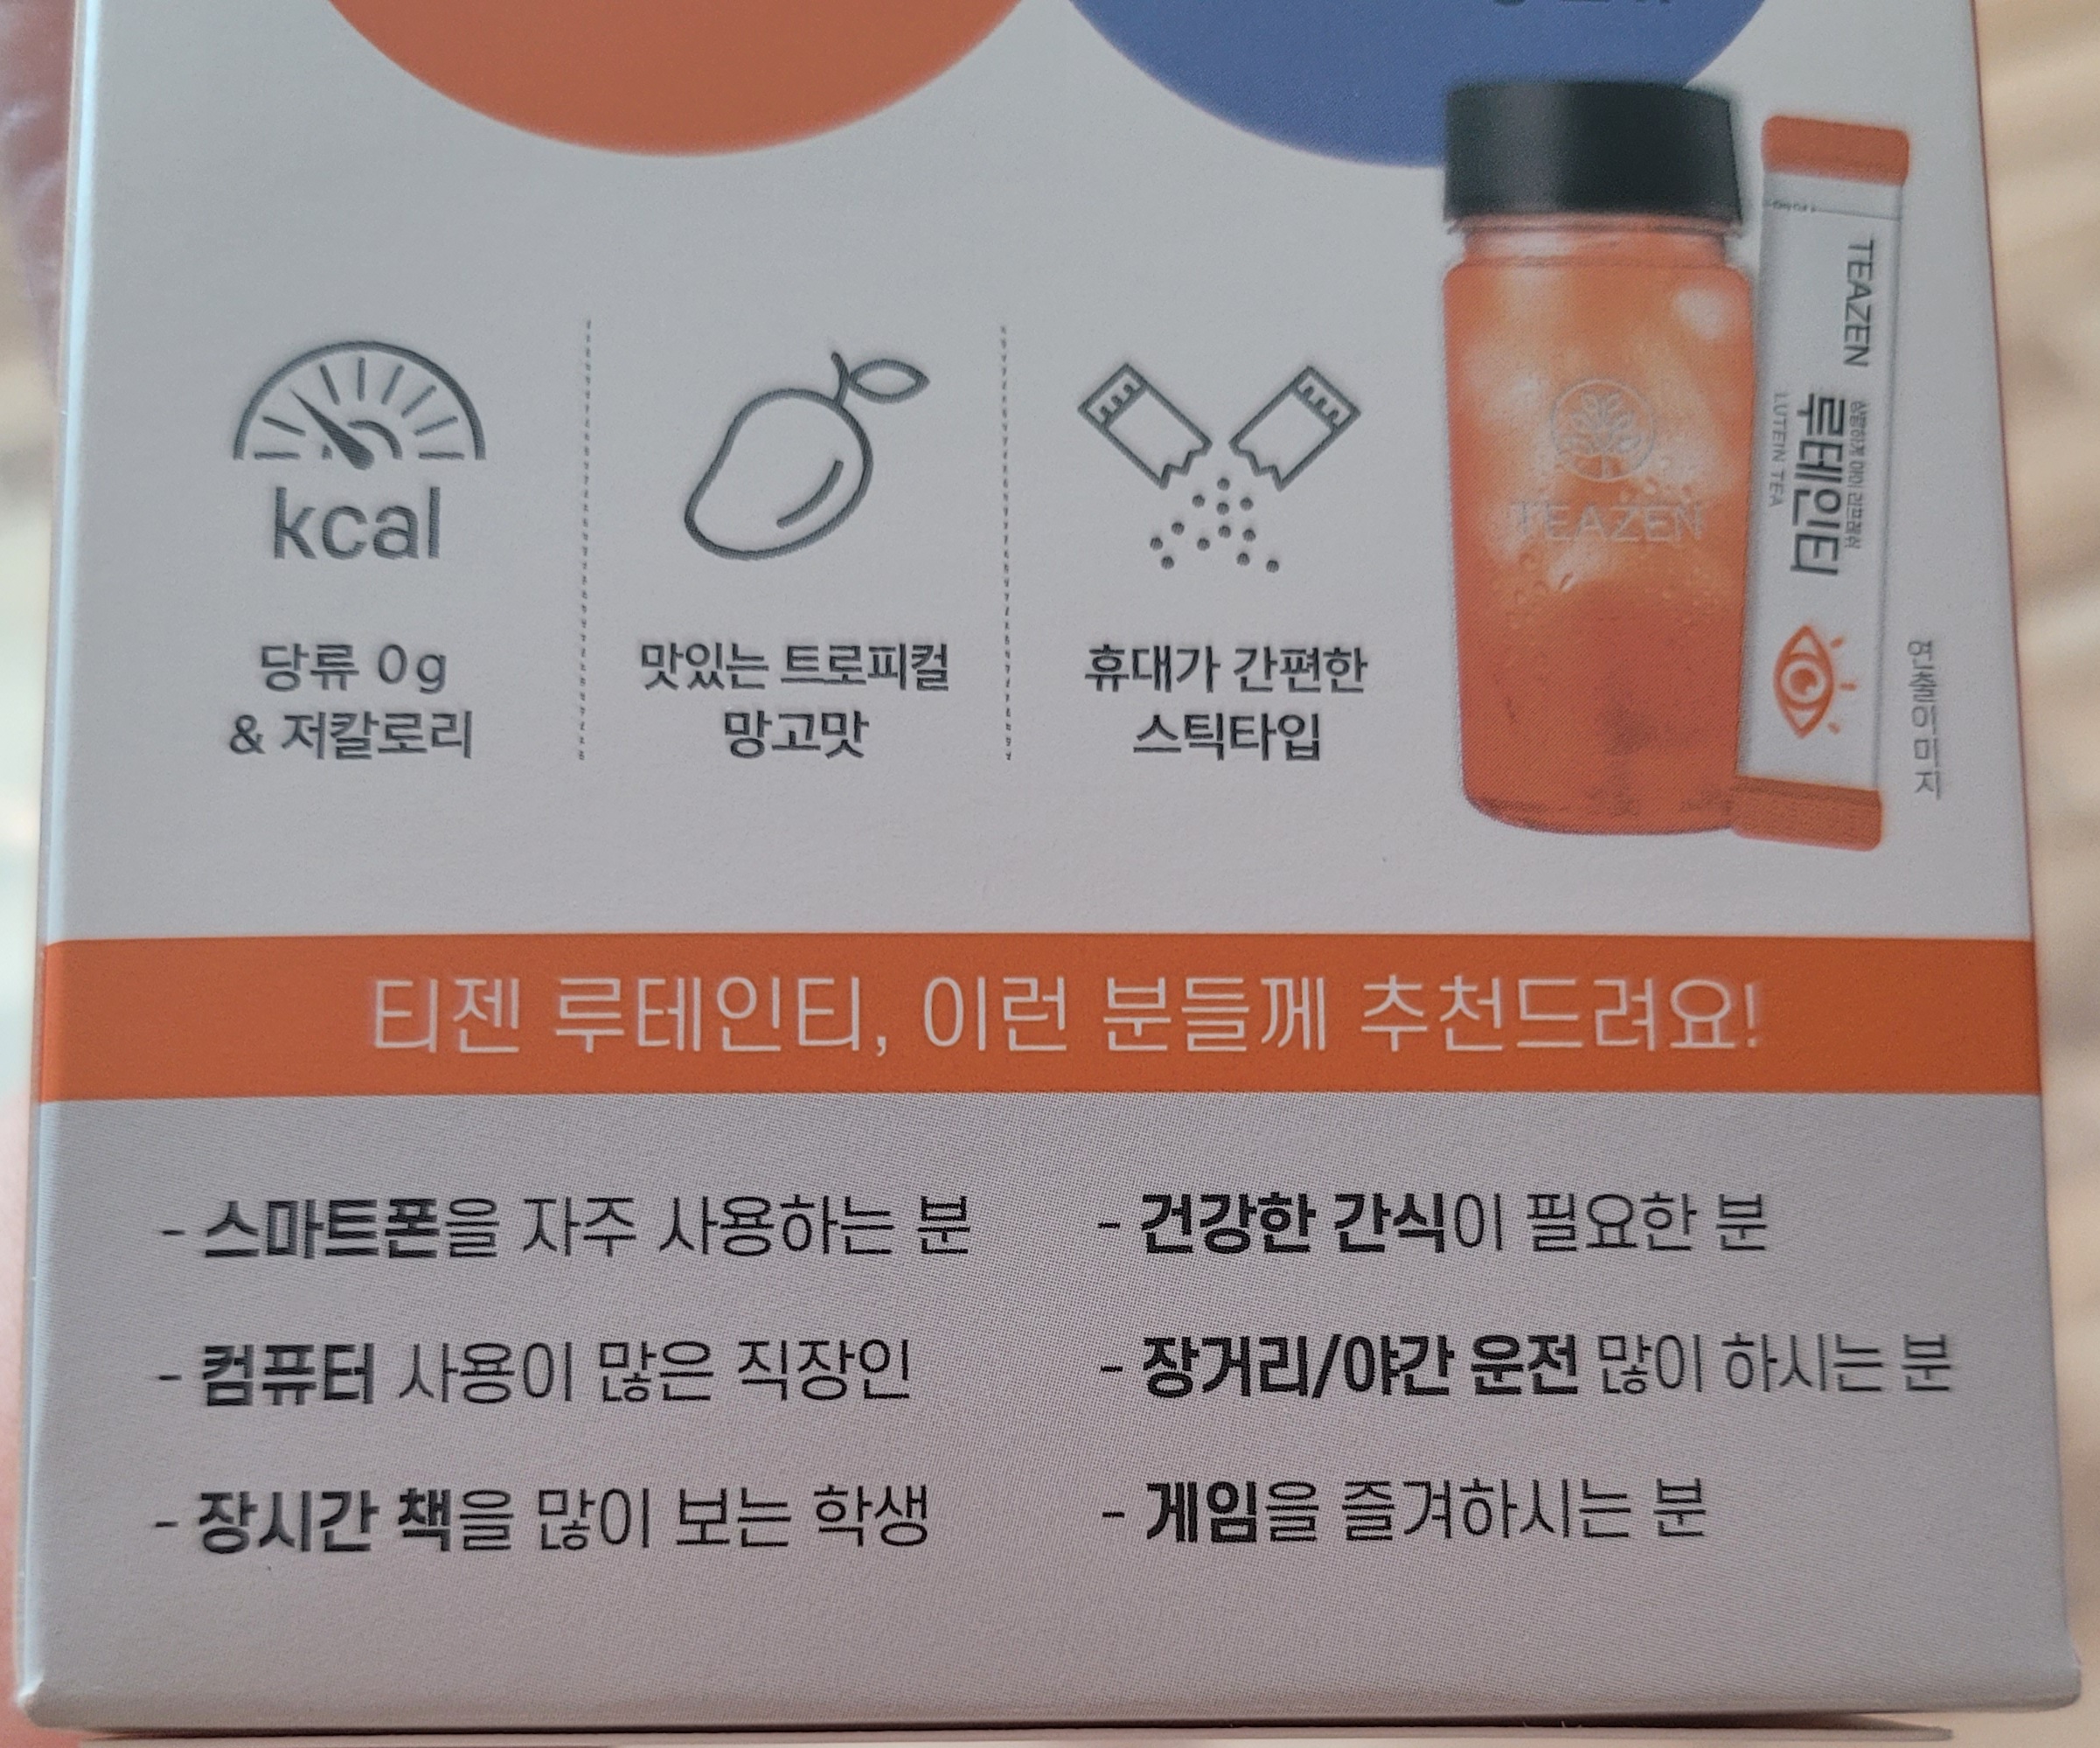 kcal
당류 0g
& 저칼로리
맛있는 트로피컬
망고맛
휴대가 간편한
스틱타입
TEAZEN
TEAZEN
루테인티
LUTEIN TEA
연출이미지
티젠 루테인티, 이런 분들께 추천드려요!
- 스마트폰을 자주 사용하는 분
- 컴퓨터 사용이 많은 직장인
- 장시간 책을 많이 보는 학생
- 건강한 간식이 필요한 분
- 장거리/야간 운전 많이 하시는 분
- 게임을 즐겨하시는 분